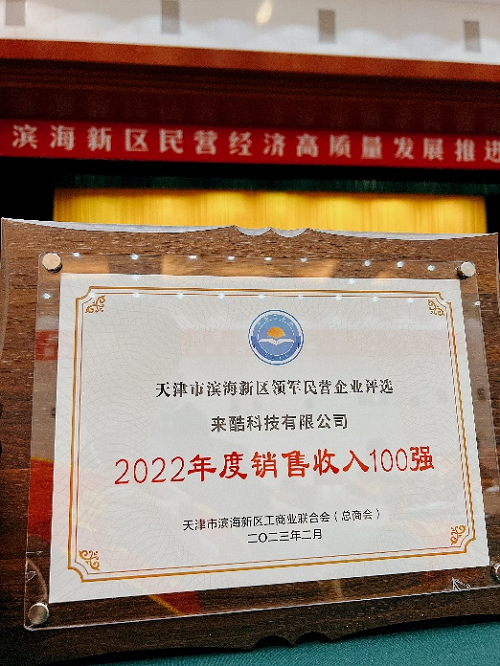 滨海新区民营经济高质量发展推进
天津市滨海新区领军民营企业评选
来酷科技有限公司
2022年度销售收入100强
天津市滨海新区工商业联合会（总商会）
二〇二三年二月